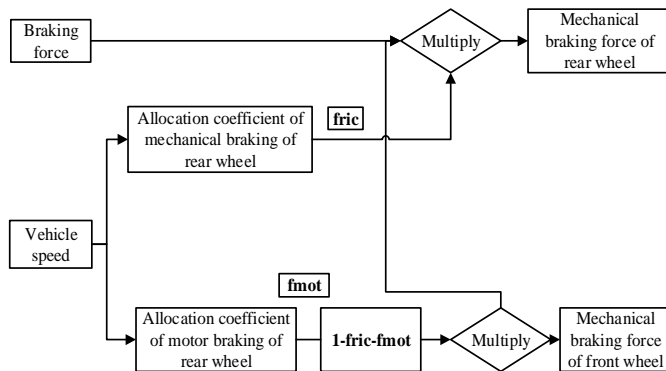 Braking
force
Multiply
Mechanical
braking force of
rear wheel
Allocation coefficient of
mechanical braking of
rear wheel
fric
Vehicle
speed
fmot
Allocation coefficient
of motor braking of
rear wheel
1-fric-fmot
Multiply
Mechanical
braking force
of front wheel